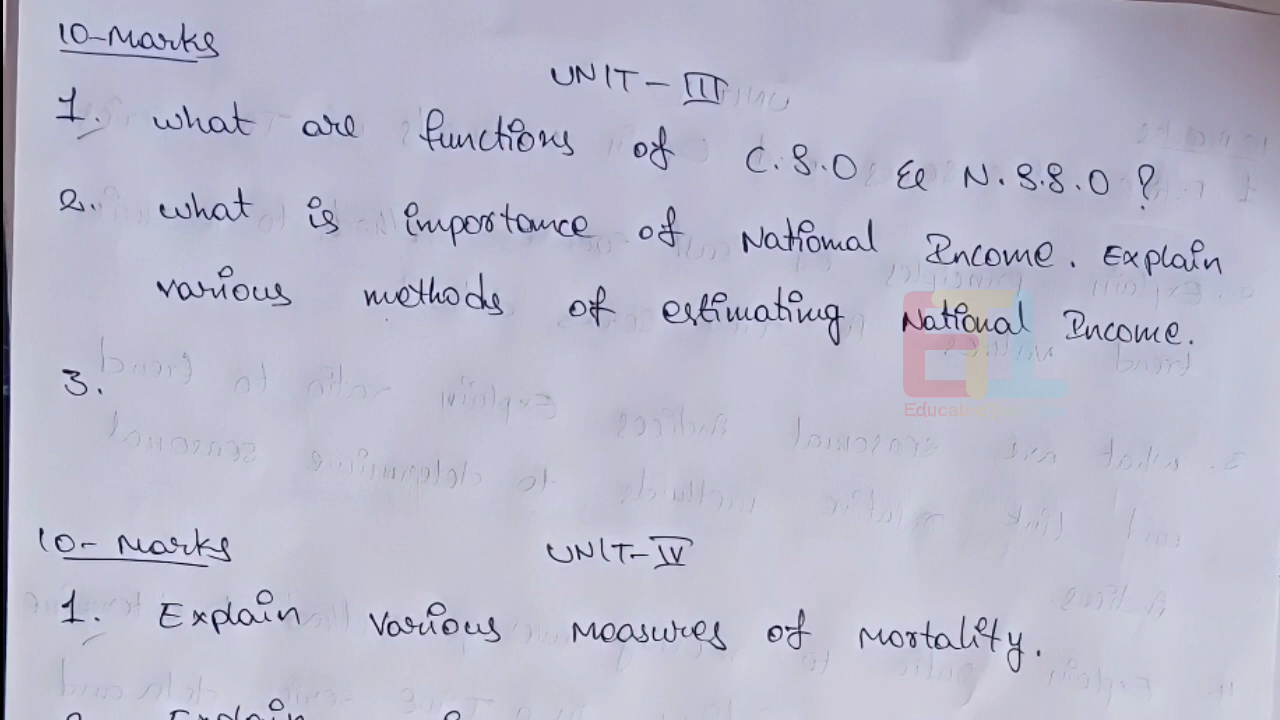 10-Marks
UNIT-III
1. what are functions of C.S.O & N.S.S.O ?
2. what is importance of National Income. Explain
various methods of estimating National Income.
3.
10-Marks
UNIT-IV
1. Explain various measures of Mortality.
Explain